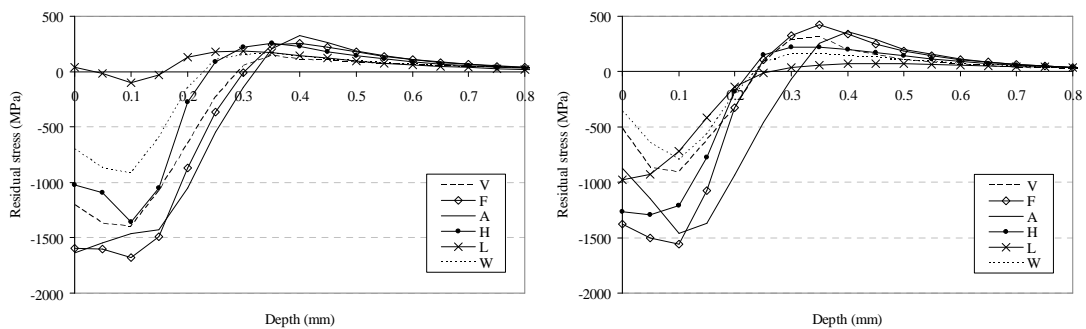 500
0
-500
-1000
-1500
-2000
0 0.1 0.2 0.3 0.4 0.5 0.6 0.7 0.8
Residual stress (MPa)
Depth (mm)
V
F
A
H
L
W
500
0
-500
-1000
-1500
-2000
0 0.1 0.2 0.3 0.4 0.5 0.6 0.7 0.8
Residual stress (MPa)
Depth (mm)
V
F
A
H
L
W